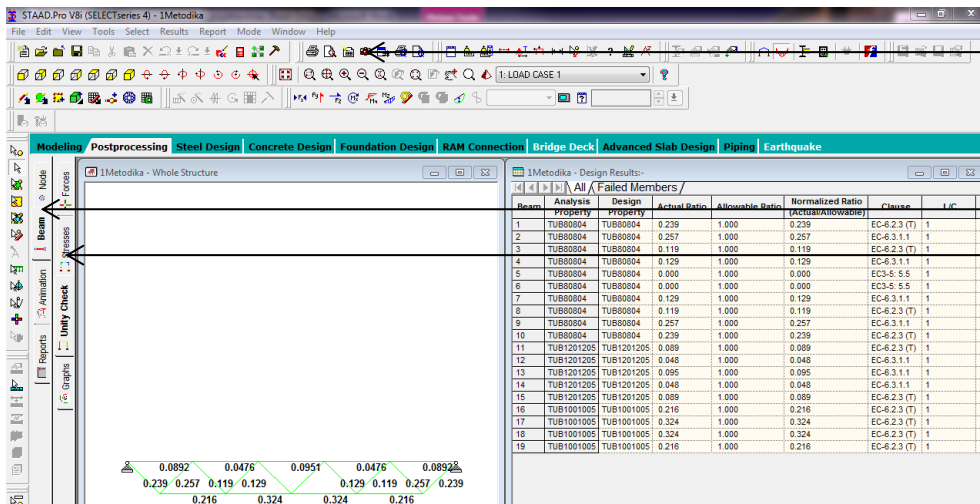 STAAD.Pro V8i (SELECTseries 4) - 1Metodika
File Edit View Tools Select Results Report Mode Window Help
1: LOAD CASE 1
Modeling Postprocessing Steel Design Concrete Design Foundation Design RAM Connection Bridge Deck Advanced Slab Design Piping Earthquake
Node
Beam
Animation
Reports
Forces
Stresses
Unity Check
Graphs
1Metodika - Whole Structure
0.0892 0.0476 0.0951 0.0476 0.0892
0.239 0.257 0.119 0.129 0.129 0.119 0.257 0.239
0.216 0.324 0.324 0.216
1Metodika - Design Results:-
All Failed Members
Beam Analysis Property Design Property Actual Ratio Allowable Ratio Normalized Ratio (Actual/Allowable) Clause L/C
1 TUB80804 TUB80804 0.239 1.000 0.239 EC-6.2.3 (T) 1
2 TUB80804 TUB80804 0.257 1.000 0.257 EC-6.3.1.1 1
3 TUB80804 TUB80804 0.119 1.000 0.119 EC-6.2.3 (T) 1
4 TUB80804 TUB80804 0.129 1.000 0.129 EC-6.3.1.1 1
5 TUB80804 TUB80804 0.000 1.000 0.000 EC3-5: 5.5 1
6 TUB80804 TUB80804 0.000 1.000 0.000 EC3-5: 5.5 1
7 TUB80804 TUB80804 0.129 1.000 0.129 EC-6.3.1.1 1
8 TUB80804 TUB80804 0.119 1.000 0.119 EC-6.2.3 (T) 1
9 TUB80804 TUB80804 0.257 1.000 0.257 EC-6.3.1.1 1
10 TUB80804 TUB80804 0.239 1.000 0.239 EC-6.2.3 (T) 1
11 TUB1201205 TUB1201205 0.089 1.000 0.089 EC-6.2.3 (T) 1
12 TUB1201205 TUB1201205 0.048 1.000 0.048 EC-6.3.1.1 1
13 TUB1201205 TUB1201205 0.095 1.000 0.095 EC-6.3.1.1 1
14 TUB1201205 TUB1201205 0.048 1.000 0.048 EC-6.3.1.1 1
15 TUB1201205 TUB1201205 0.089 1.000 0.089 EC-6.2.3 (T) 1
16 TUB1001005 TUB1001005 0.216 1.000 0.216 EC-6.2.3 (T) 1
17 TUB1001005 TUB1001005 0.324 1.000 0.324 EC-6.2.3 (T) 1
18 TUB1001005 TUB1001005 0.324 1.000 0.324 EC-6.2.3 (T) 1
19 TUB1001005 TUB1001005 0.216 1.000 0.216 EC-6.2.3 (T) 1